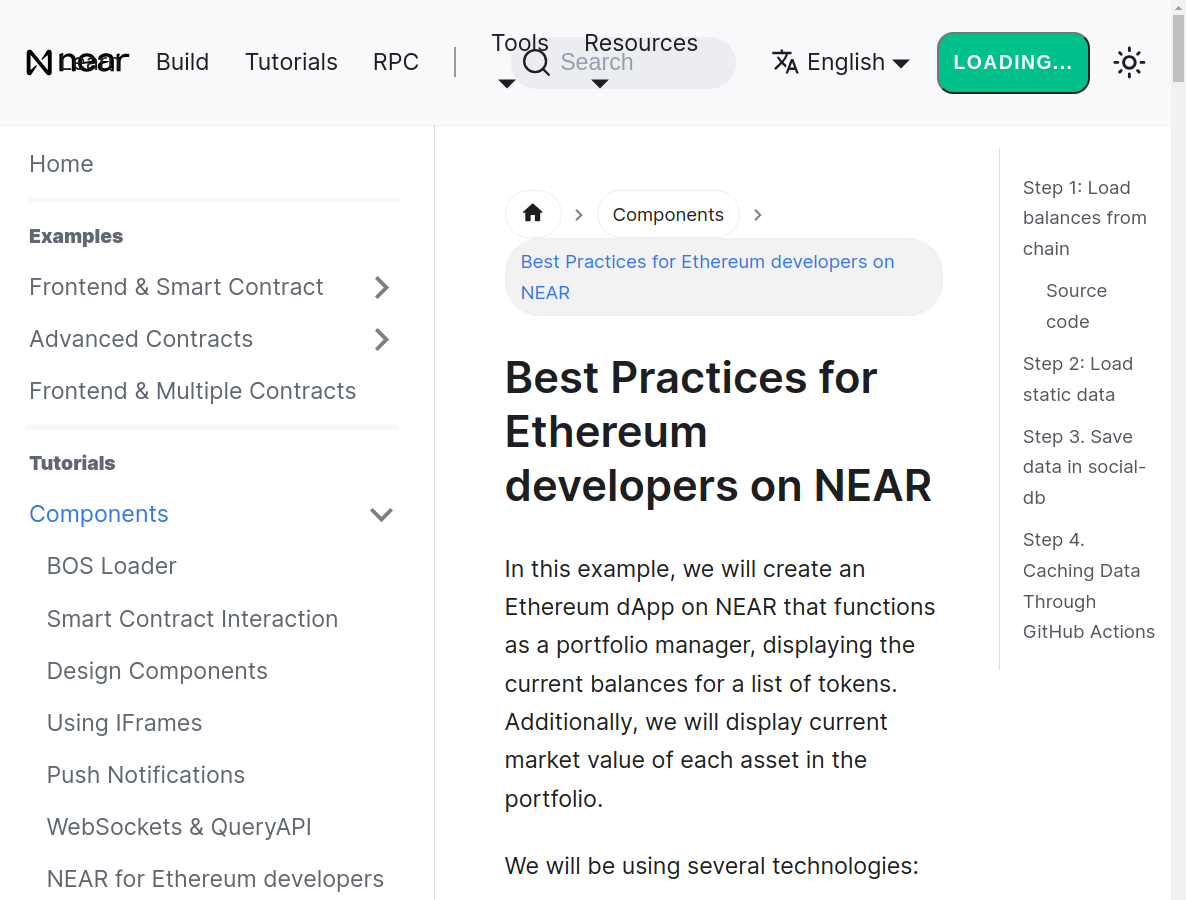 near
Learn
Build
Tutorials
RPC
Tools
Resources
Search
English
LOADING...
Home
Examples
Frontend & Smart Contract
Advanced Contracts
Frontend & Multiple Contracts
Tutorials
Components
BOS Loader
Smart Contract Interaction
Design Components
Using IFrames
Push Notifications
WebSockets & QueryAPI
NEAR for Ethereum developers
Components
Best Practices for Ethereum developers on
NEAR
Best Practices for
Ethereum
developers on NEAR
In this example, we will create an
Ethereum dApp on NEAR that functions
as a portfolio manager, displaying the
current balances for a list of tokens.
Additionally, we will display current
market value of each asset in the
portfolio.
We will be using several technologies:
Step 1: Load
balances from
chain
Source
code
Step 2: Load
static data
Step 3. Save
data in social-
db
Step 4.
Caching Data
Through
GitHub Actions